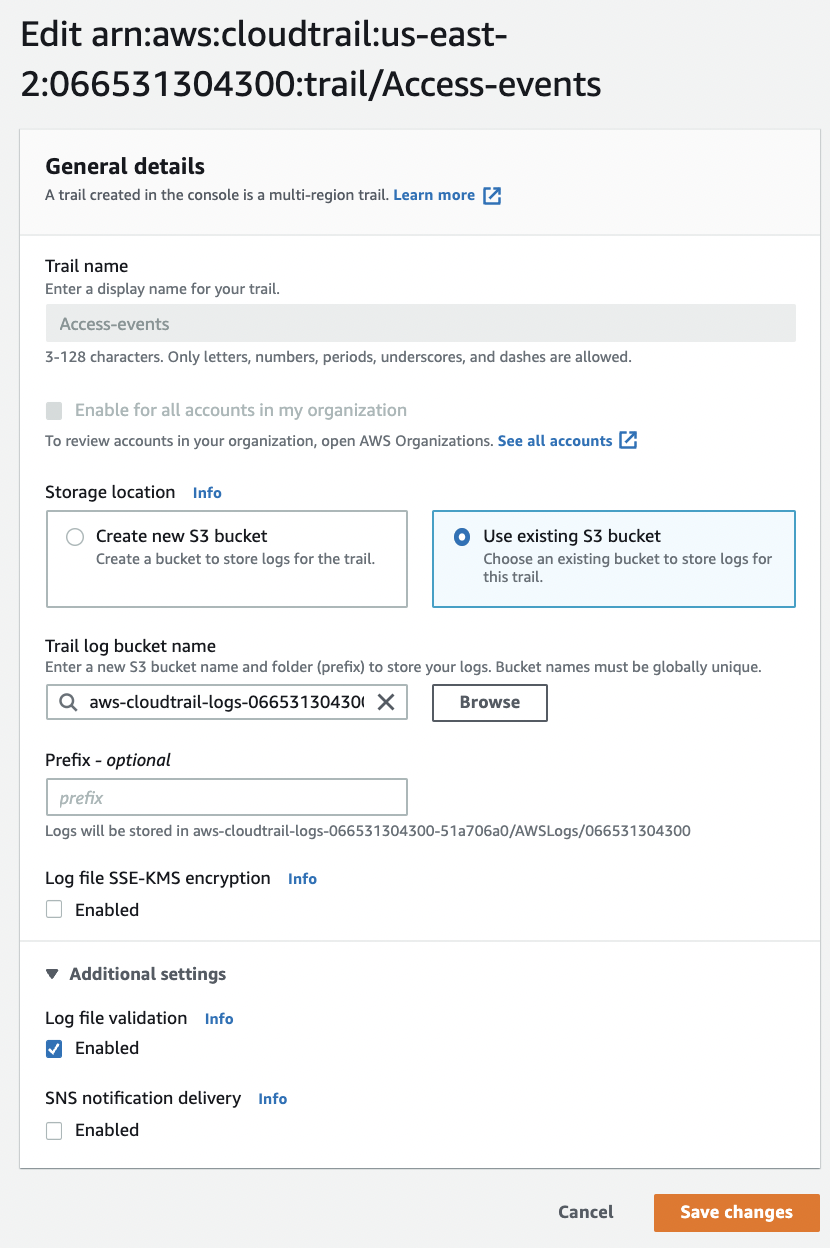 Edit arn:aws:cloudtrail:us-east-
2:066531304300:trail/Access-events
General details
A trail created in the console is a multi-region trail. Learn more
Trail name
Enter a display name for your trail.
Access-events
3-128 characters. Only letters, numbers, periods, underscores, and dashes are allowed.
Enable for all accounts in my organization
To review accounts in your organization, open AWS Organizations. See all accounts
Storage location Info
Create new S3 bucket
Create a bucket to store logs for the trail.
Use existing S3 bucket
Choose an existing bucket to store logs for
this trail.
Trail log bucket name
Enter a new S3 bucket name and folder (prefix) to store your logs. Bucket names must be globally unique.
aws-cloudtrail-logs-066531304300
Browse
Prefix - optional
prefix
Logs will be stored in aws-cloudtrail-logs-066531304300-51a706a0/AWSLogs/066531304300
Log file SSE-KMS encryption Info
Enabled
Additional settings
Log file validation Info
Enabled
SNS notification delivery Info
Enabled
Cancel
Save changes